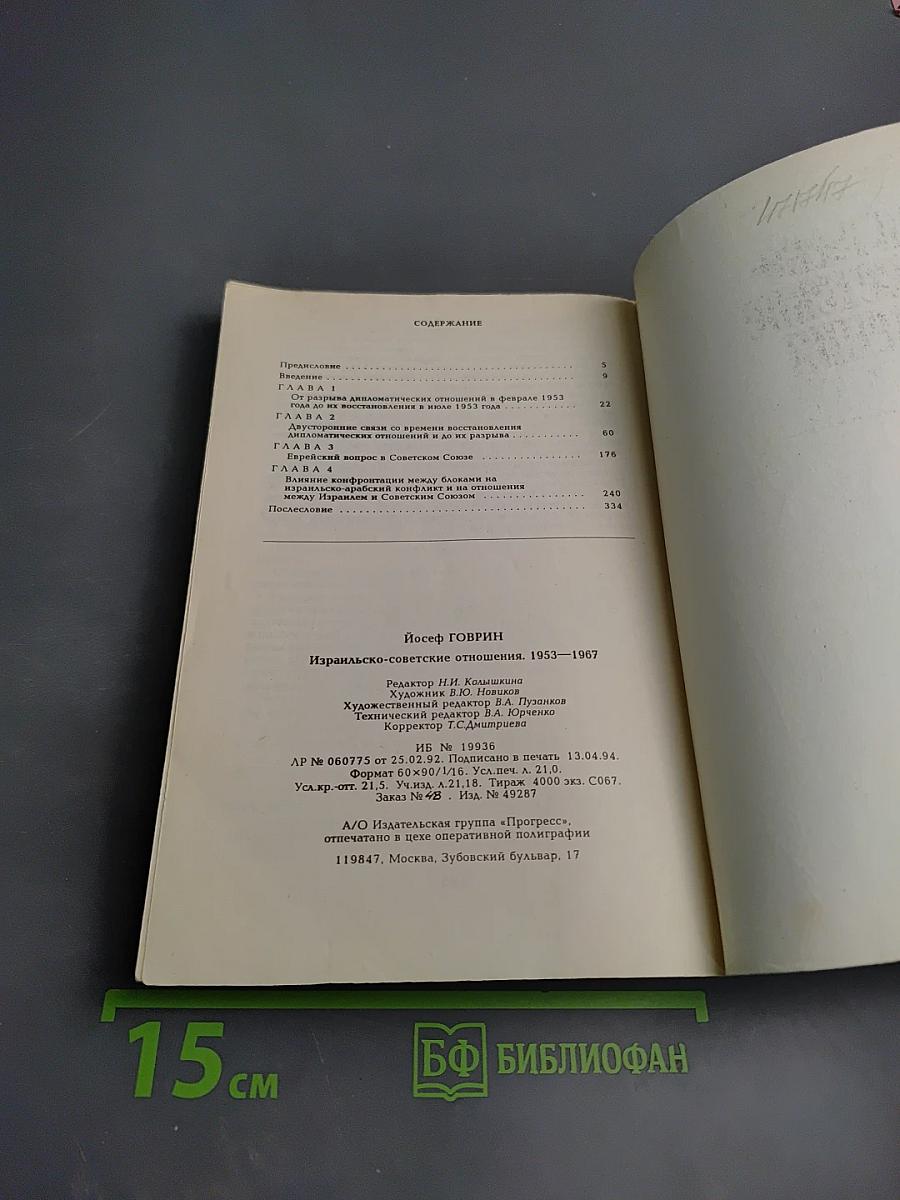 СОДЕРЖАНИЕ
Предисловие . . . . . . . . . . . . . . . . . . . . . . . . . . . . . . . . . . . 5
Введение . . . . . . . . . . . . . . . . . . . . . . . . . . . . . . . . . . . . . . 9
ГЛАВА 1
От разрыва дипломатических отношений в феврале 1953
года до их восстановления в июле 1953 года . . . . . . . . . . . 22
ГЛАВА 2
Двусторонние связи со времени восстановления
дипломатических отношений и до их разрыва . . . . . . . . . . 60
ГЛАВА 3
Еврейский вопрос в Советском Союзе . . . . . . . . . . . . . . . 176
ГЛАВА 4
Влияние конфронтации между блоками на
израильско-арабский конфликт и на отношения
между Израилем и Советским Союзом . . . . . . . . . . . . . . . 240
Послесловие . . . . . . . . . . . . . . . . . . . . . . . . . . . . . . . . . . . . . 334
Йосеф ГОВРИН
Израильско-советские отношения. 1953—1967
Редактор Н.И. Колышкина
Художник В.Ю. Новиков
Художественный редактор В.А. Пузанков
Технический редактор В.А. Юрченко
Корректор Т.С.Дмитриева
ИБ № 19936
ЛР № 060775 от 25.02.92. Подписано в печать 13.04.94.
Формат 60×90/1/16. Усл.печ. л. 21,0.
Усл.кр.-отт. 21,5. Уч.изд. л.21,18. Тираж 4000 экз. С067.
Заказ № 48 . Изд. № 49287
А/О Издательская группа «Прогресс»,
отпечатано в цехе оперативной полиграфии
119847, Москва, Зубовский бульвар, 17
15 см
БФ БИБЛИОФАН